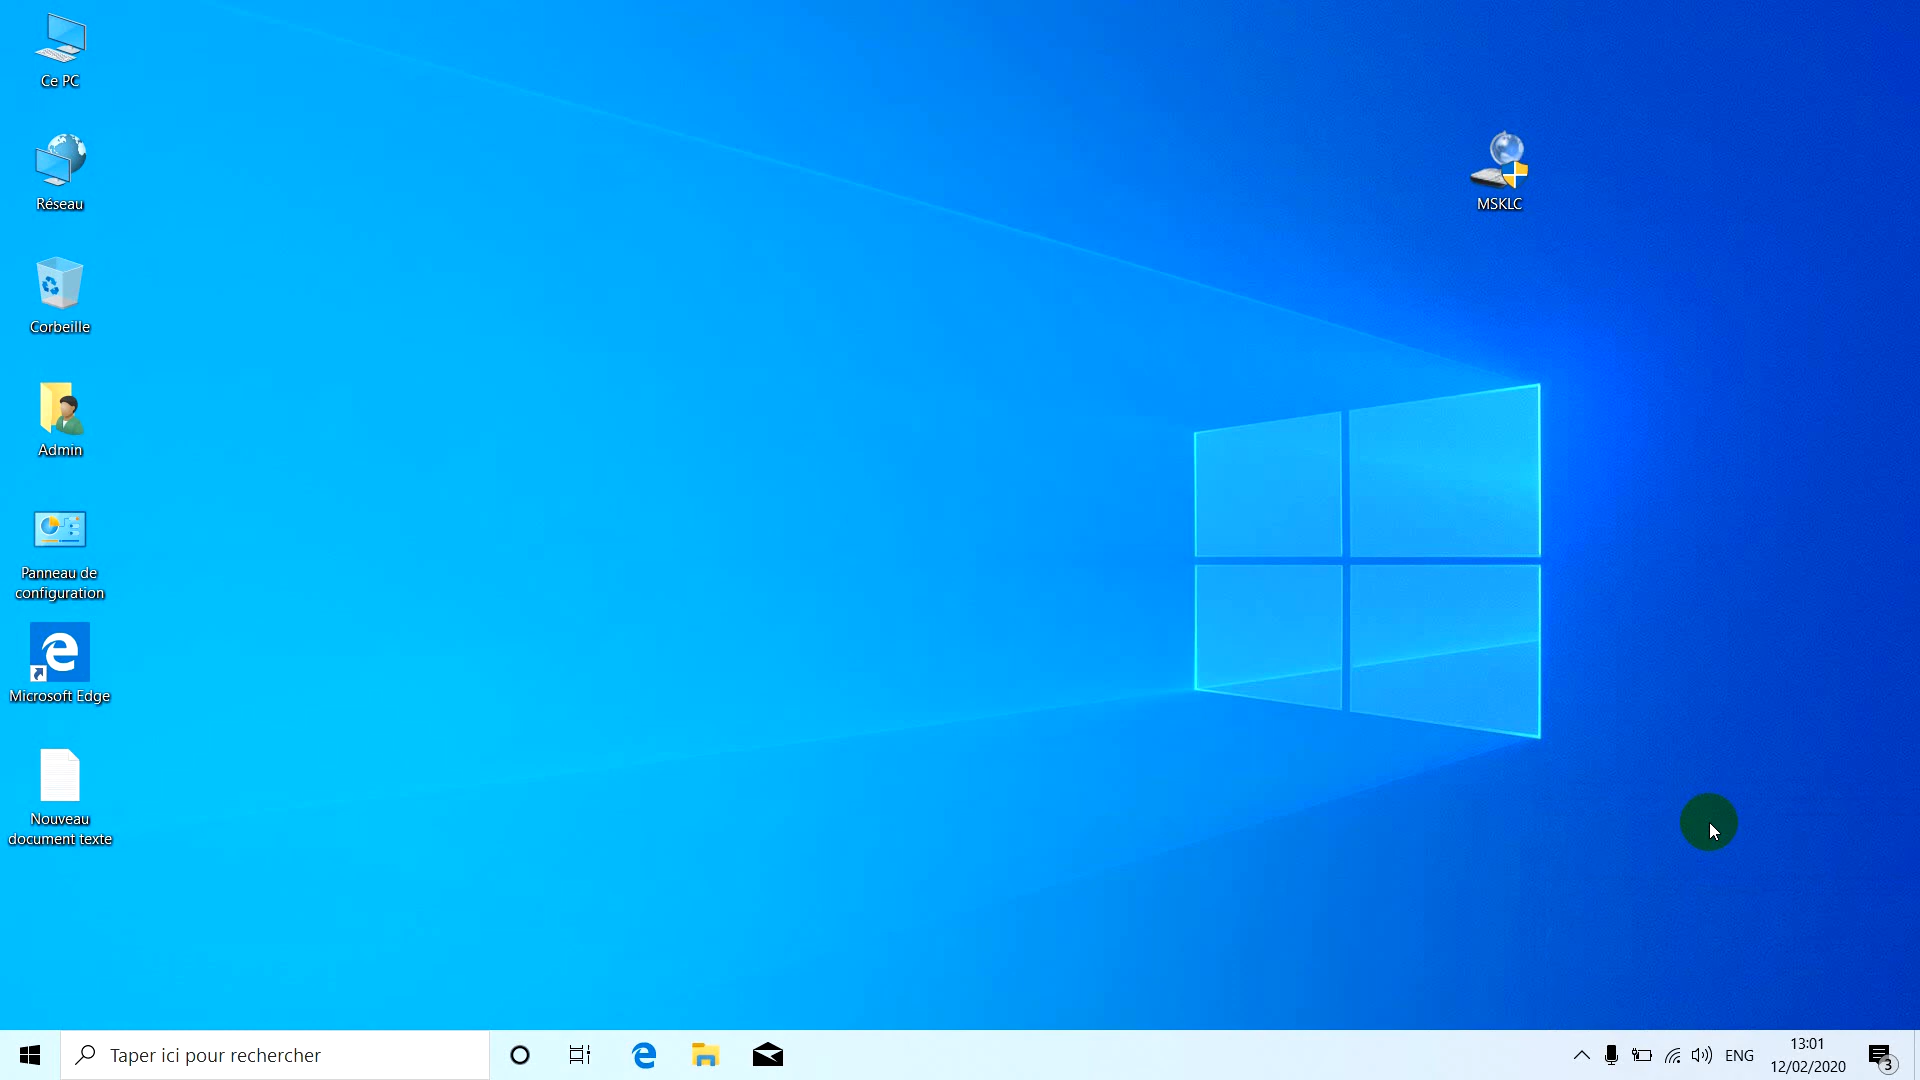 Ce PC
Réseau
Corbeille
Admin
Panneau de
configuration
Microsoft Edge
Nouveau
document texte
MSKLC
Taper ici pour rechercher
ENG
13:01
12/02/2020
3